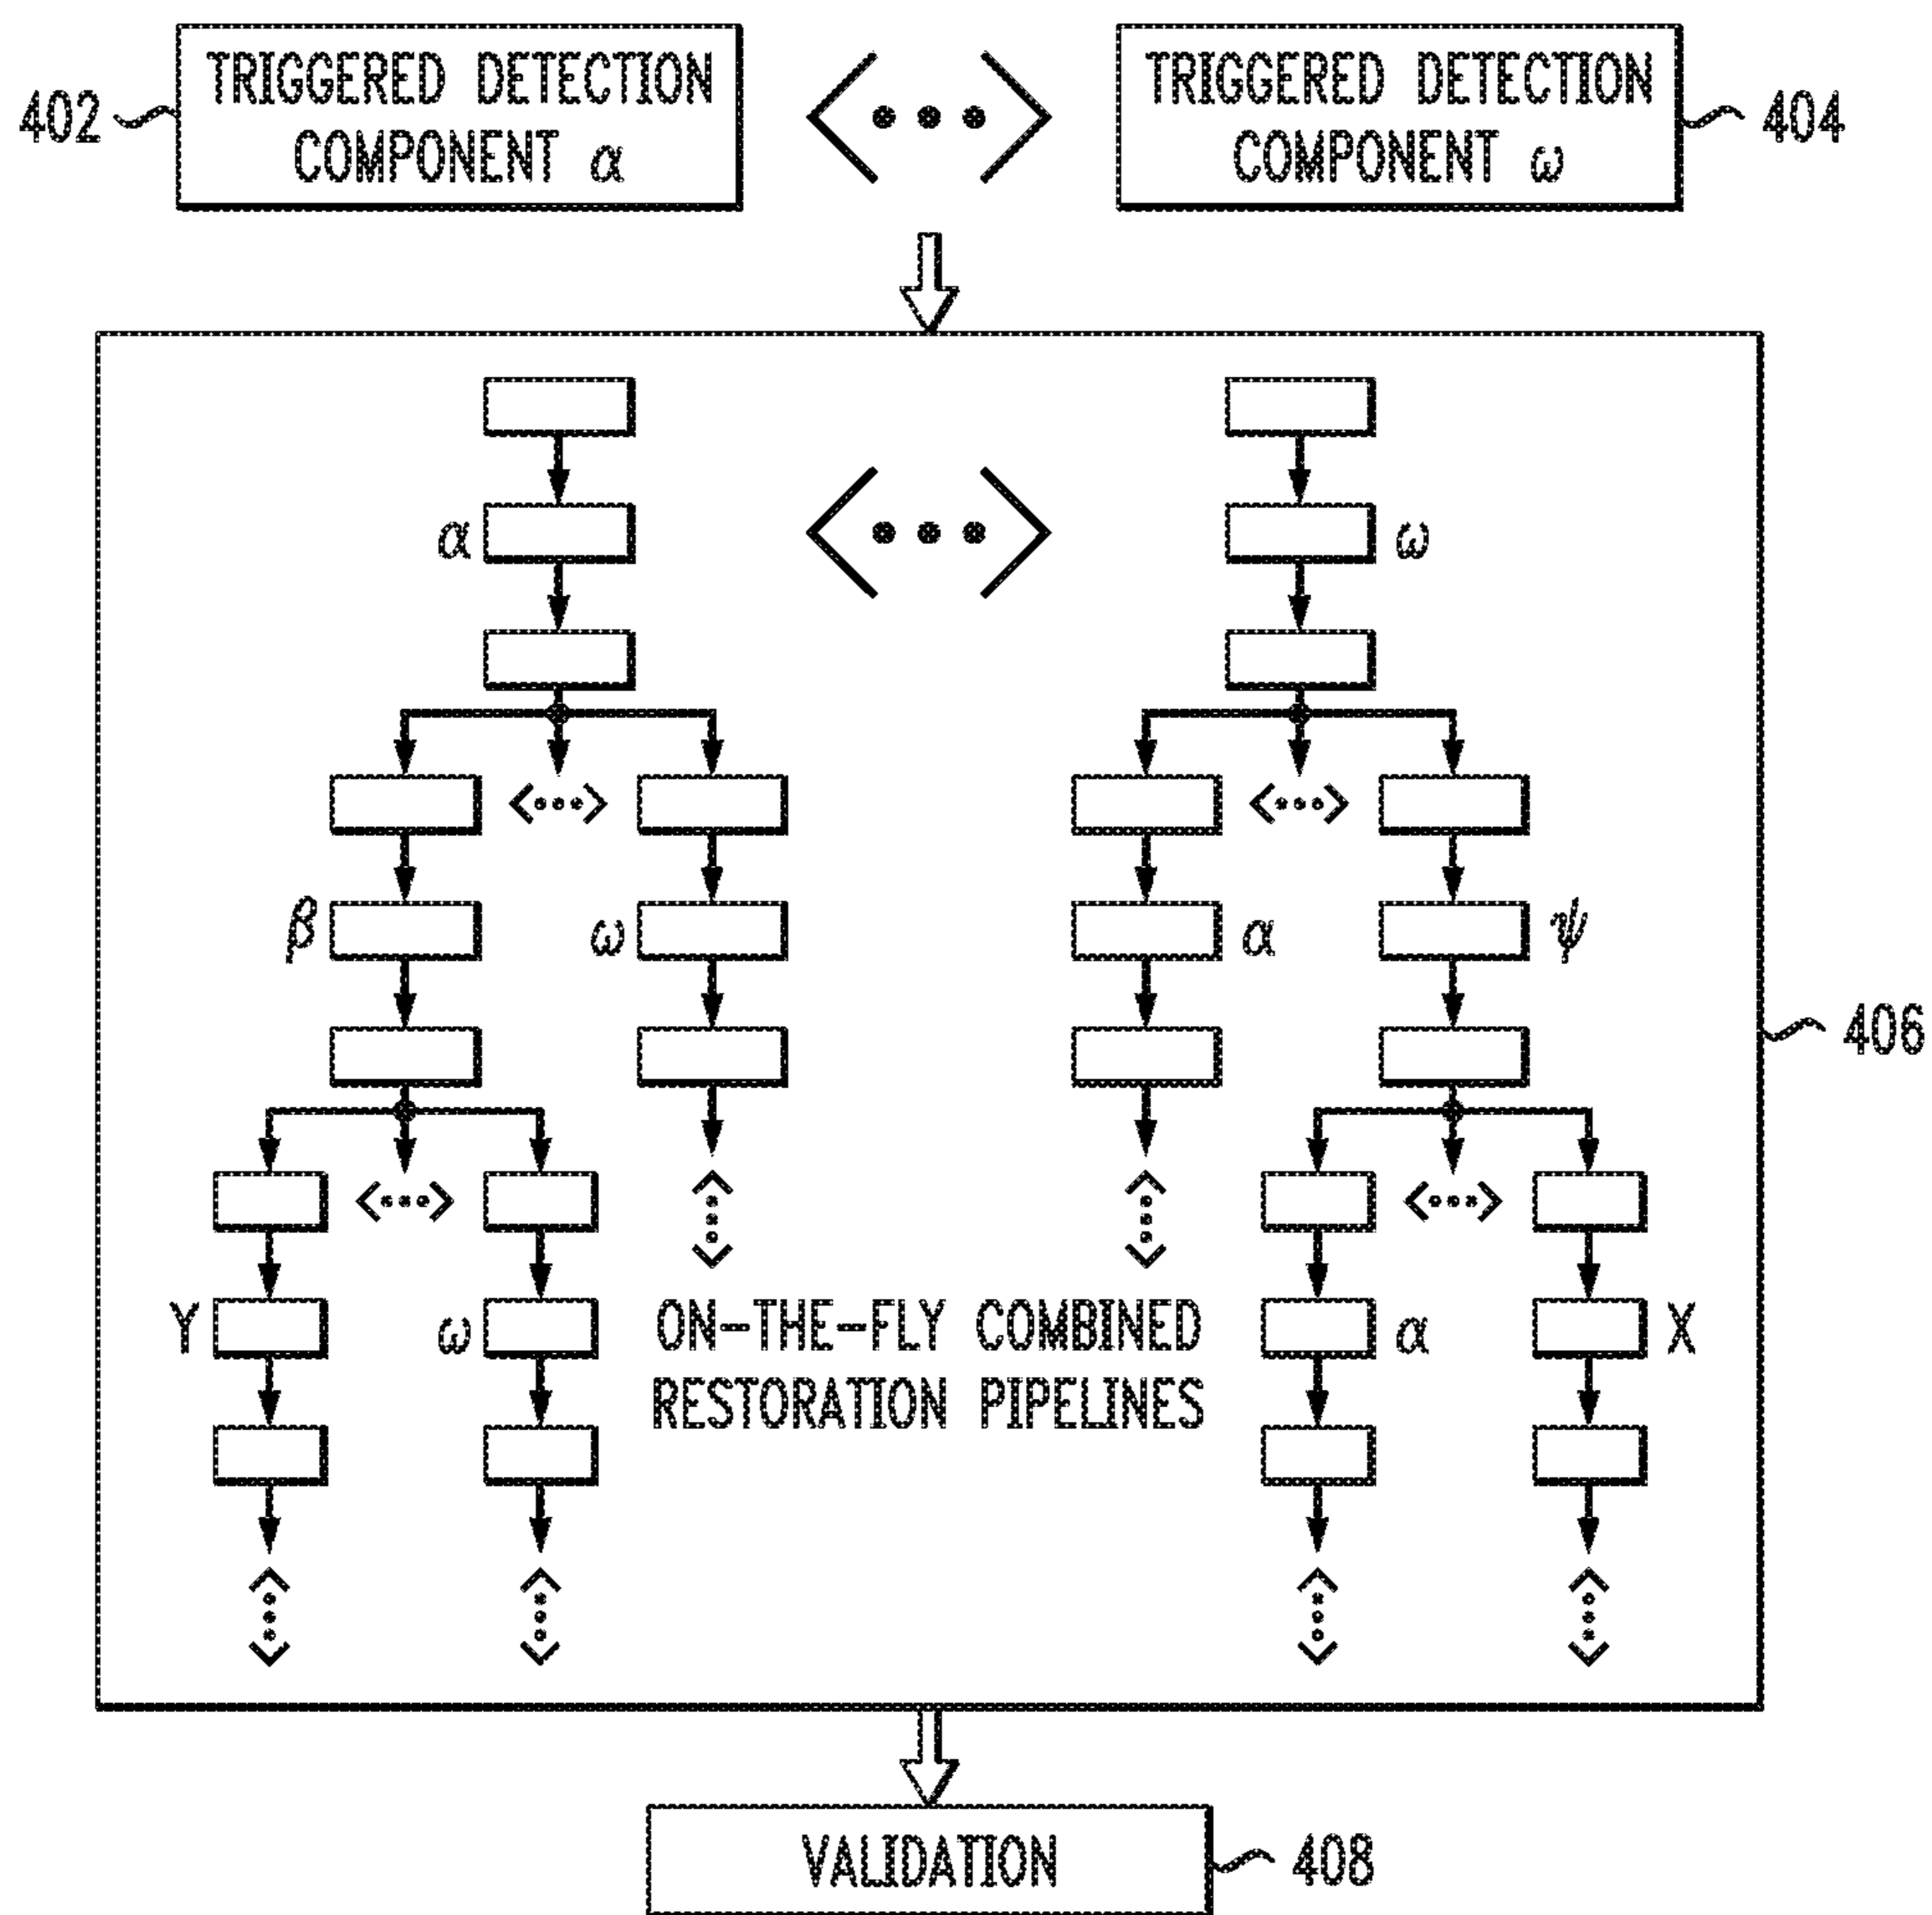 TRIGGERED DETECTION
COMPONENT α
402
<•••>
TRIGGERED DETECTION
COMPONENT ω
404
α
<•••>
ω
<•••>
<•••>
β
ω
α
ψ
406
<•••>
<•••>
Y
ω
ON-THE-FLY COMBINED
RESTORATION PIPELINES
α
X
VALIDATION
408